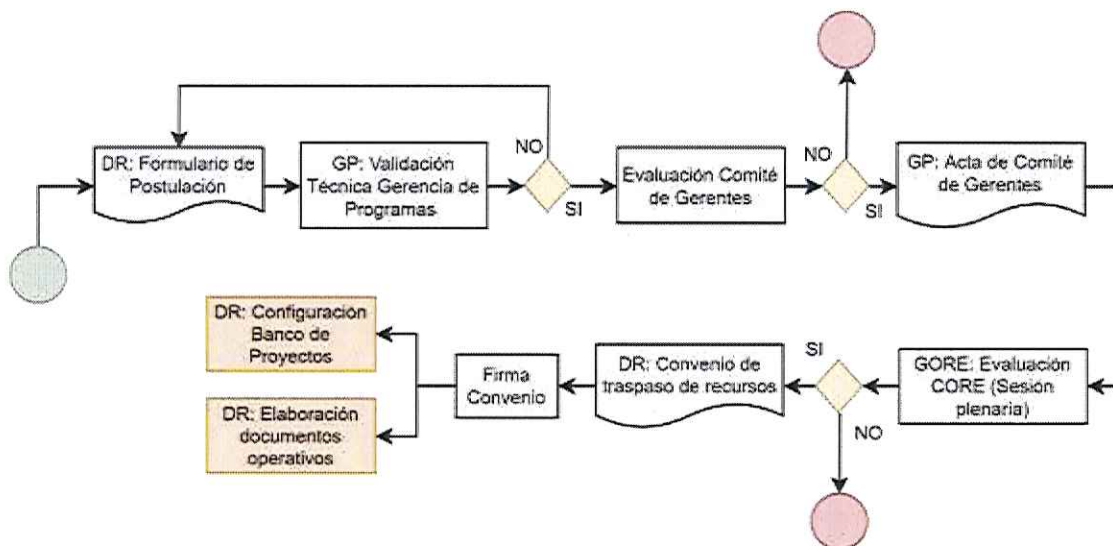 NO
NO
DR: Formulario de
Postulación
GP: Validación
Técnica Gerencia de
Programas
SI
Evaluación Comité
de Gerentes
SI
GP: Acta de Comité
de Gerentes
DR: Configuración
Banco de
Proyectos
DR: Elaboración
documentos
operativos
Firma
Convenio
DR: Convenio de
traspaso de recursos
SI
NO
GORE: Evaluación
CORE (Sesión
plenaria)